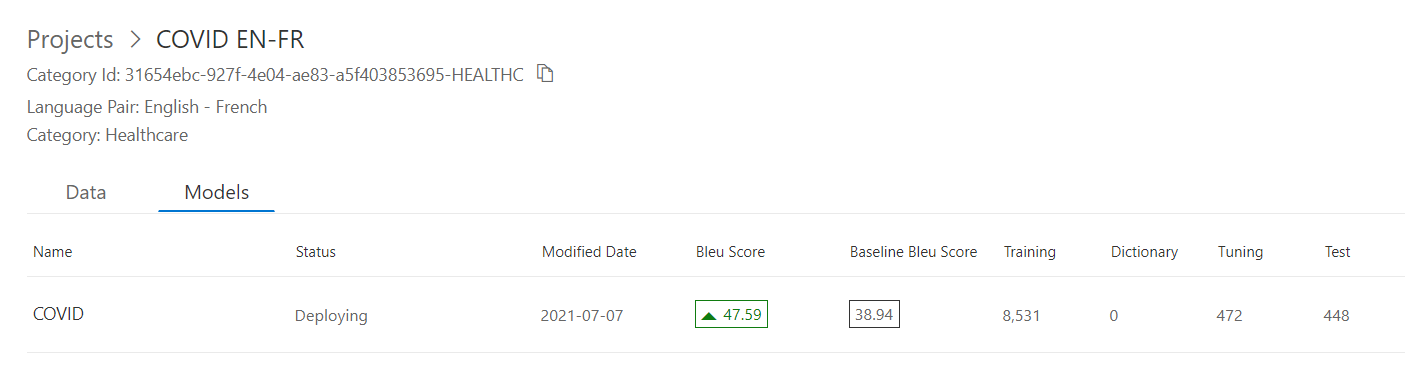 Projects > COVID EN-FR
Category Id: 31654ebc-927f-4e04-ae83-a5f403853695-HEALTHC
Language Pair: English - French
Category: Healthcare
Data Models
Name Status Modified Date Bleu Score Baseline Bleu Score Training Dictionary Tuning Test
COVID Deploying 2021-07-07 47.59 38.94 8,531 0 472 448